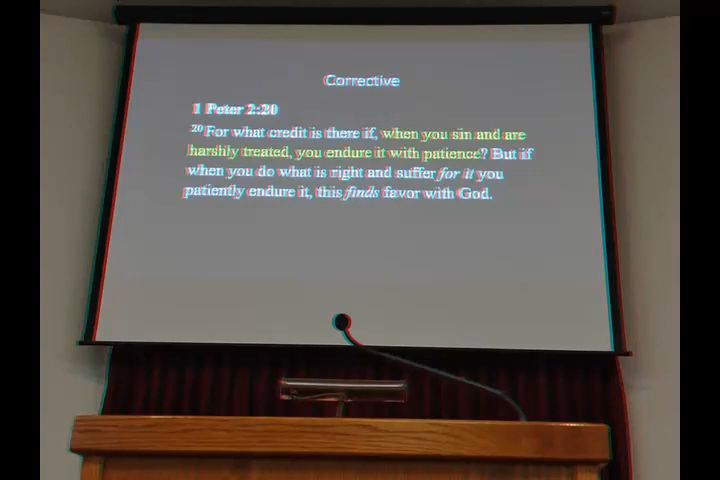 Corrective
1 Peter 2:20
20 For what credit is there if, when you sin and are
harshly treated, you endure it with patience? But if
when you do what is right and suffer for it you
patiently endure it, this finds favor with God.